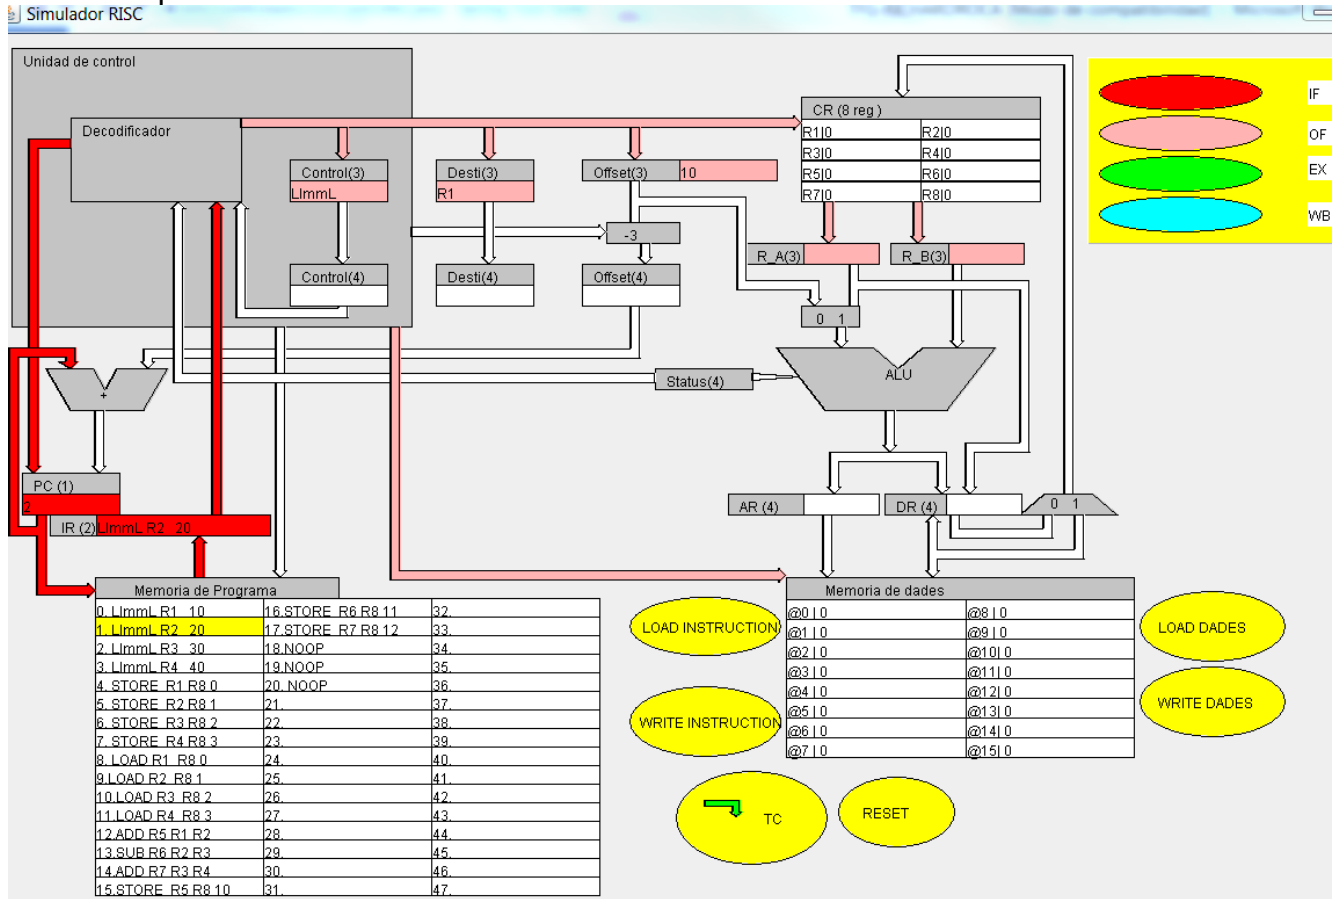 Simulador RISC
Unidad de control
Decodificador
Control(3)
LImmL
Desti(3)
R1
Offset(3)
10
CR (8 reg )
R1|0
R2|0
R3|0
R4|0
R5|0
R6|0
R7|0
R8|0
IF
OF
EX
WB
-3
R_A(3)
R_B(3)
Control(4)
Desti(4)
Offset(4)
0 1
ALU
Status(4)
+
PC (1)
2
IR (2)
LImmL R2 20
AR (4)
DR (4)
0 1
Memoria de Programa
0. LImmL R1 10
1. LImmL R2 20
2. LImmL R3 30
3. LImmL R4 40
4. STORE R1 R8 0
5. STORE R2 R8 1
6. STORE R3 R8 2
7. STORE R4 R8 3
8. LOAD R1 R8 0
9.LOAD R2 R8 1
10.LOAD R3 R8 2
11.LOAD R4 R8 3
12.ADD R5 R1 R2
13.SUB R6 R2 R3
14.ADD R7 R3 R4
15.STORE R5 R8 10
16.STORE R6 R8 11
17.STORE R7 R8 12
18.NOOP
19.NOOP
20. NOOP
21.
22.
23.
24.
25.
26.
27.
28.
29.
30.
31.
32.
33.
34.
35.
36.
37.
38.
39.
40.
41.
42.
43.
44.
45.
46.
47.
LOAD INSTRUCTION
WRITE INSTRUCTION
Memoria de dades
@0 | 0
@1 | 0
@2 | 0
@3 | 0
@4 | 0
@5 | 0
@6 | 0
@7 | 0
@8 | 0
@9 | 0
@10| 0
@11| 0
@12| 0
@13| 0
@14| 0
@15| 0
LOAD DADES
WRITE DADES
TC
RESET